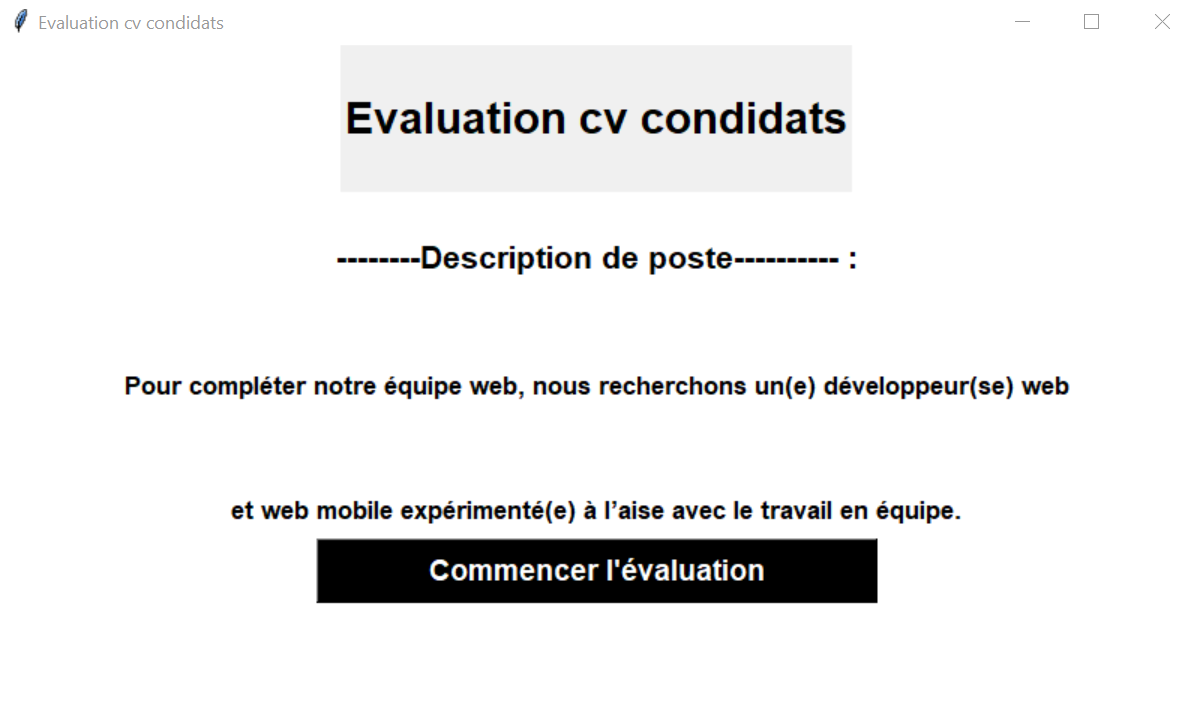 Evaluation cv condidats
Evaluation cv condidats
--------Description de poste---------- :
Pour compléter notre équipe web, nous recherchons un(e) développeur(se) web
et web mobile expérimenté(e) à l’aise avec le travail en équipe.
Commencer l'évaluation